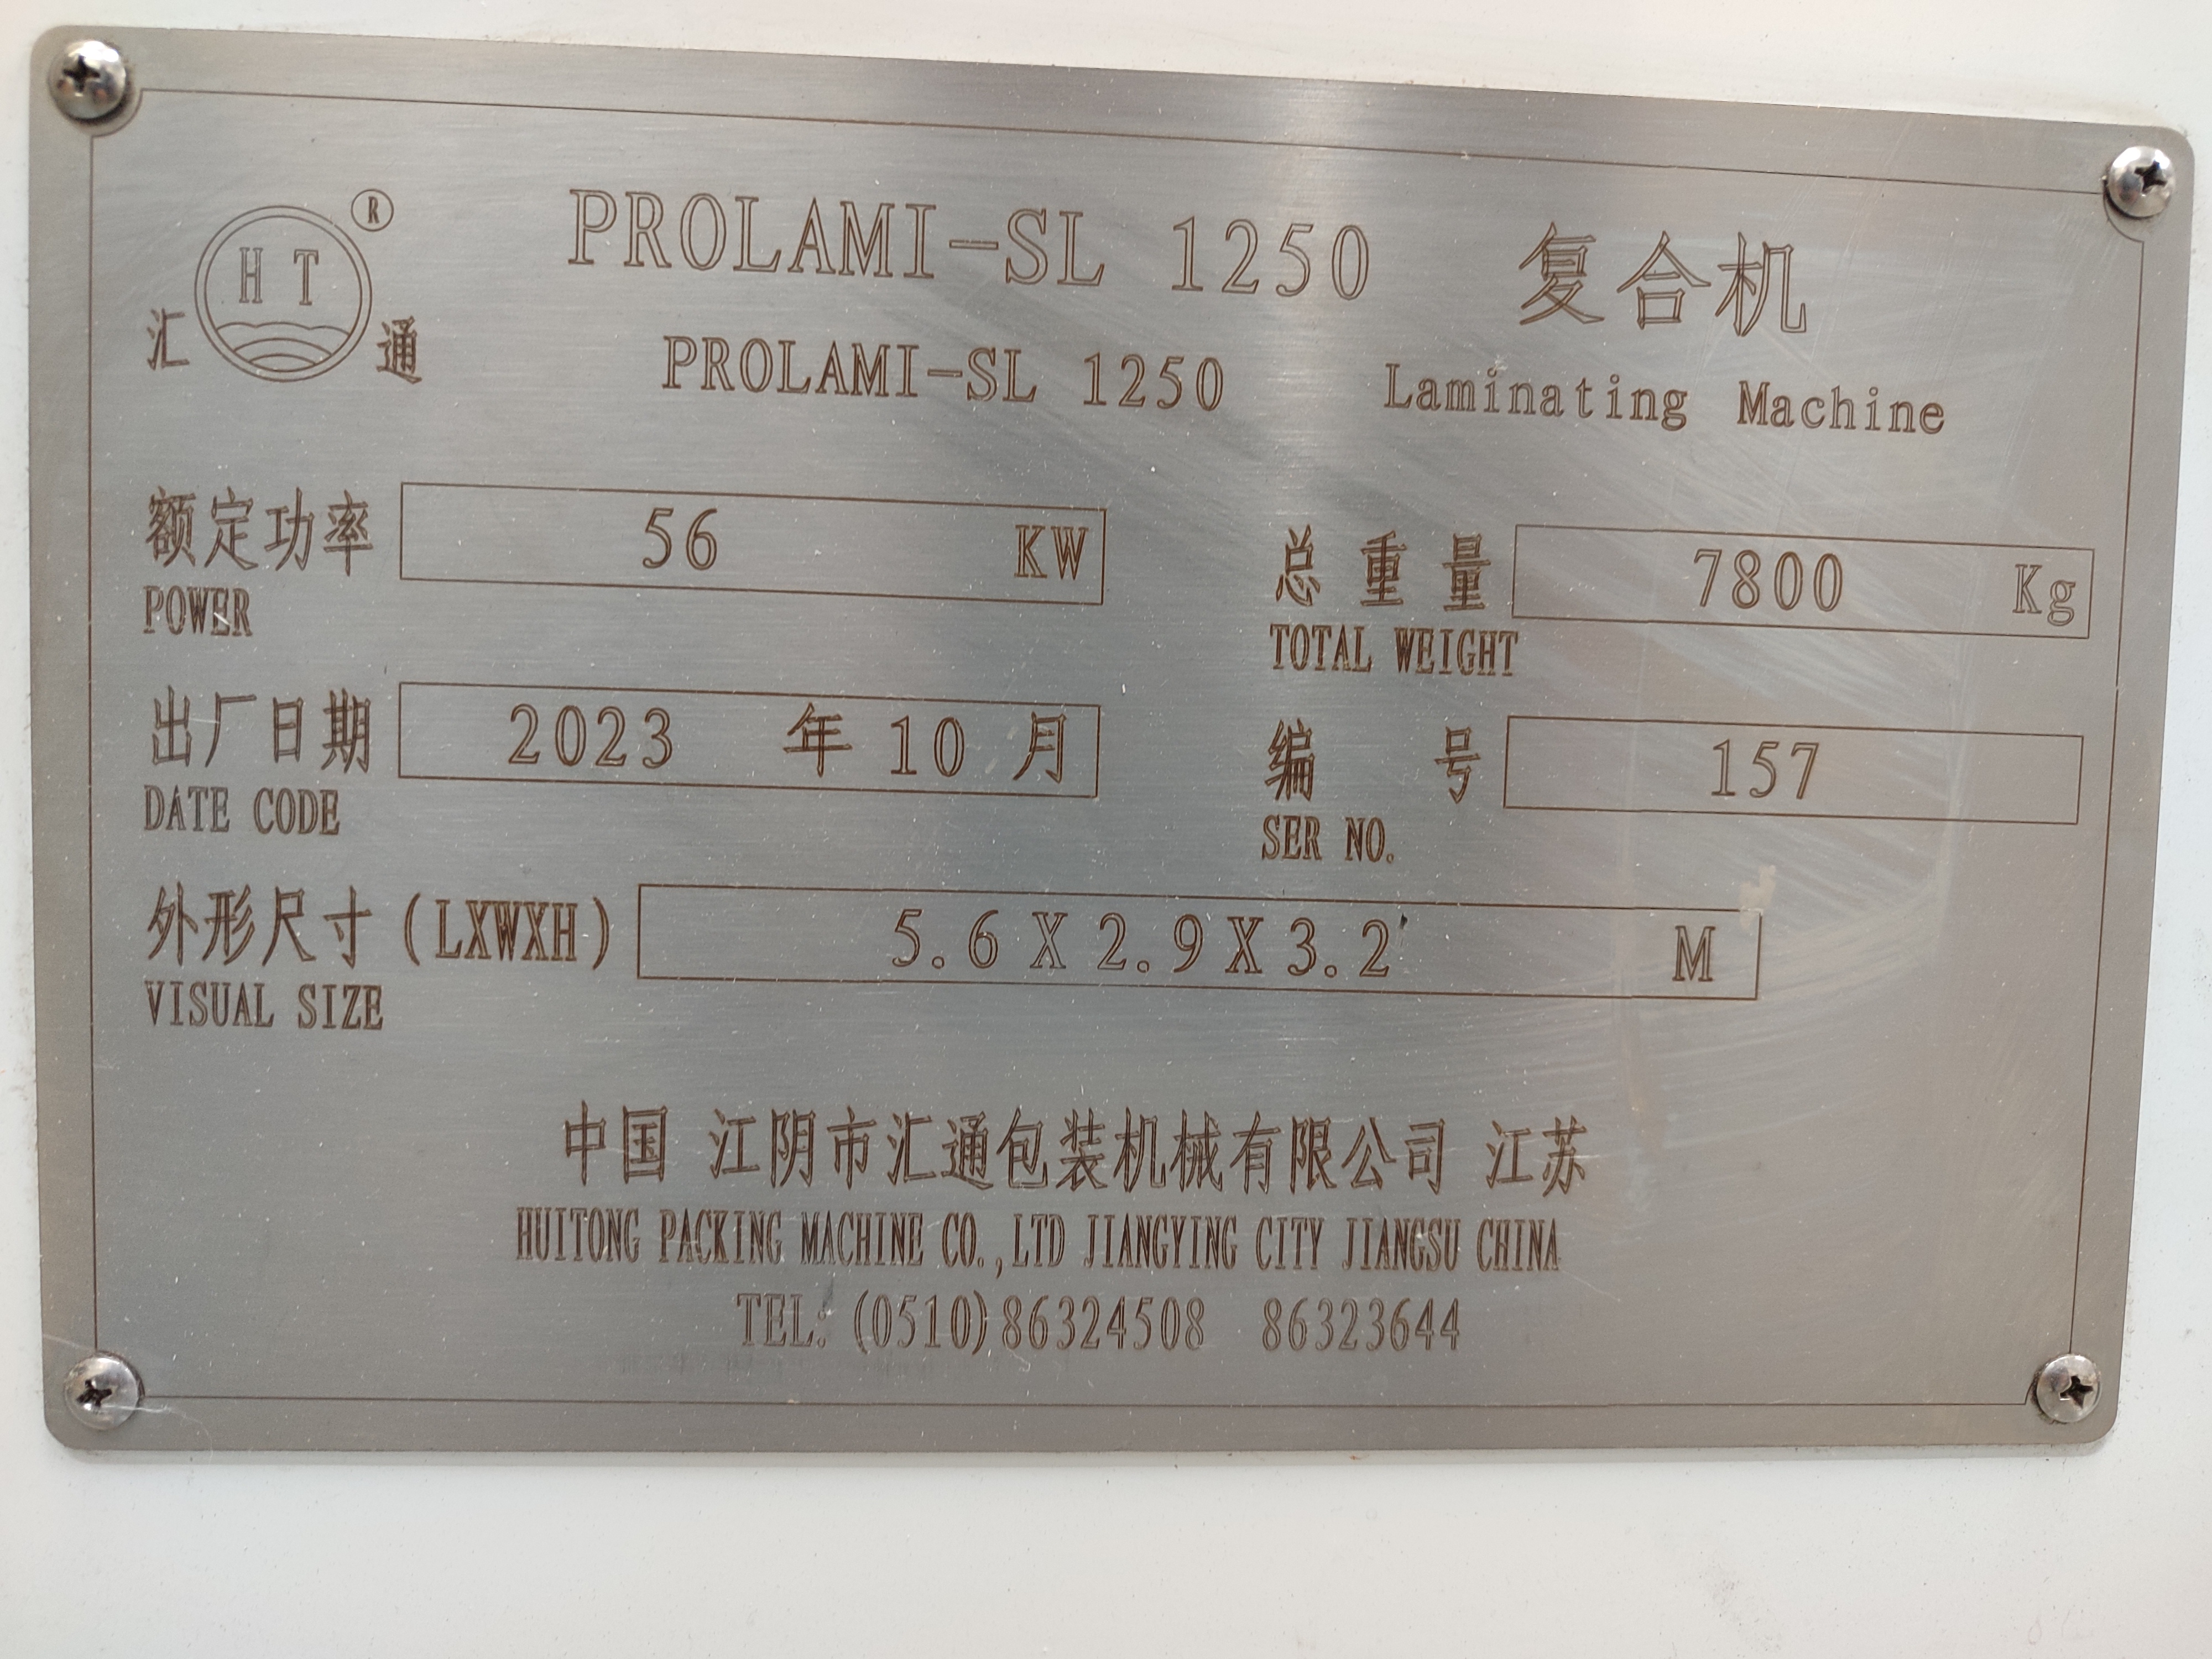 汇 HT 通 ®
PROLAMI-SL 1250 复合机
PROLAMI-SL 1250 Laminating Machine
额定功率 56 KW
POWER
总重量 7800 Kg
TOTAL WEIGHT
出厂日期 2023 年 10 月
DATE CODE
编号 157
SER NO.
外形尺寸(LXWXH) 5.6X2.9X3.2 M
VISUAL SIZE
中国 江阴市汇通包装机械有限公司 江苏
HUITONG PACKING MACHINE CO.,LTD JIANGYING CITY JIANGSU CHINA
TEL:(0510)86324508 86323644